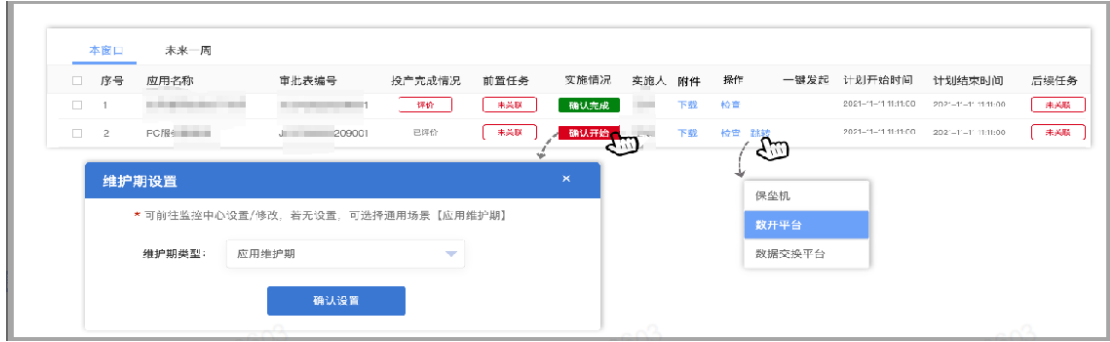 本窗口 未来一周
序号 应用名称 审批表编号 投产完成情况 前置任务 实施情况 实施人 附件 操作 一键发起 计划开始时间 计划结束时间 后续任务
1 1 评价 未关联 确认完成 下载 检查 未关联
2 209001 已评价 未关联 确认开始 下载 检查 跳转 未关联
维护期设置 ×
* 可前往监控中心设置/修改，若无设置，可选择通用场景【应用维护期】
维护期类型： 应用维护期
确认设置
保垒机
数开平台
数据交换平台